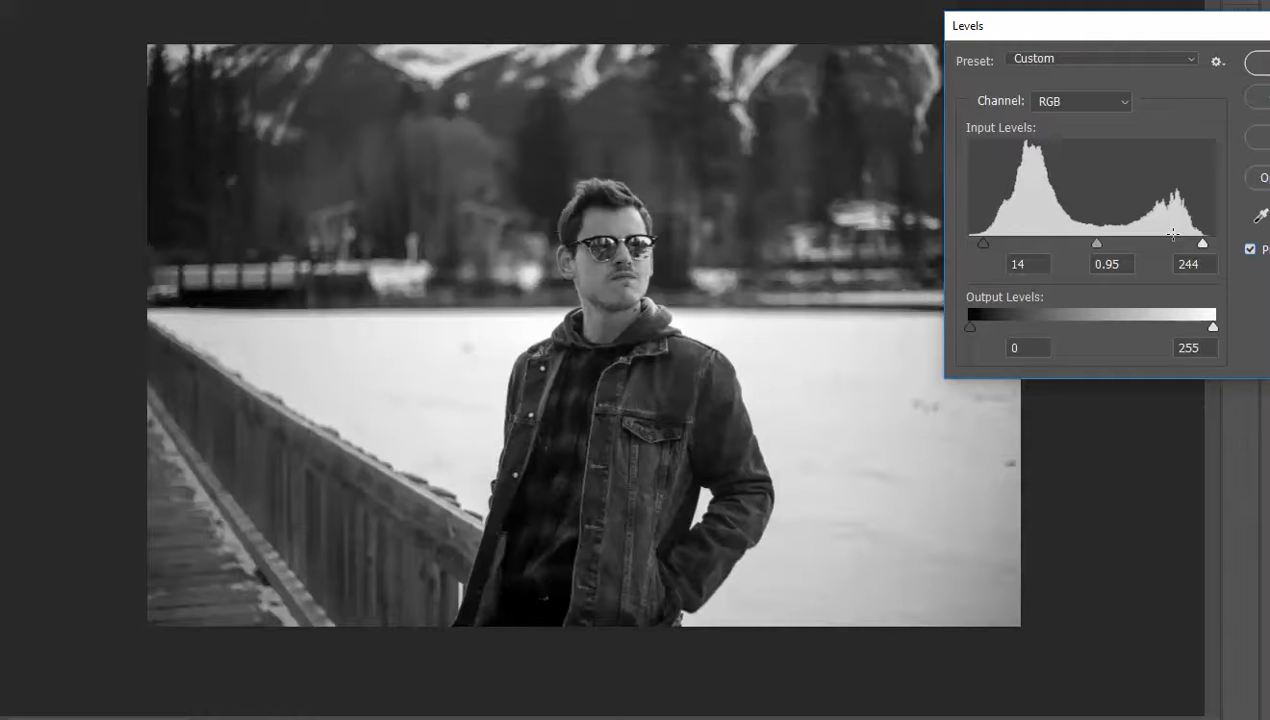 Levels
Preset: Custom
Channel: RGB
Input Levels:
14 0.95 244
Output Levels:
0 255